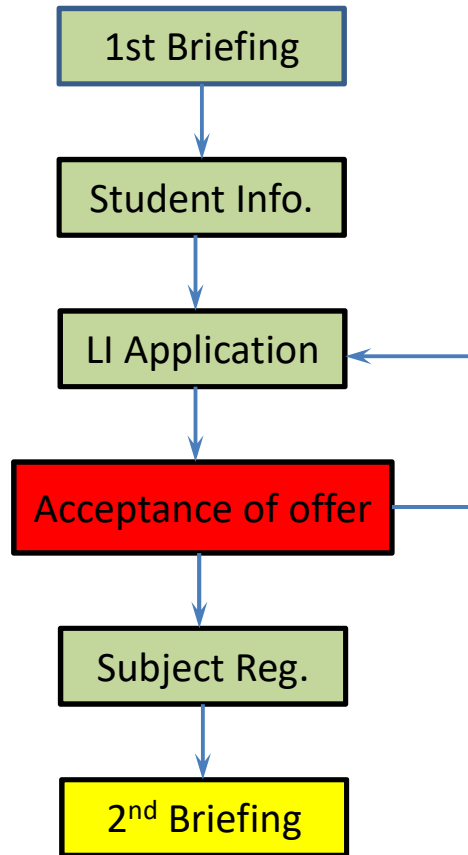 1st Briefing
Student Info.
LI Application
Acceptance of offer
Subject Reg.
2nd Briefing